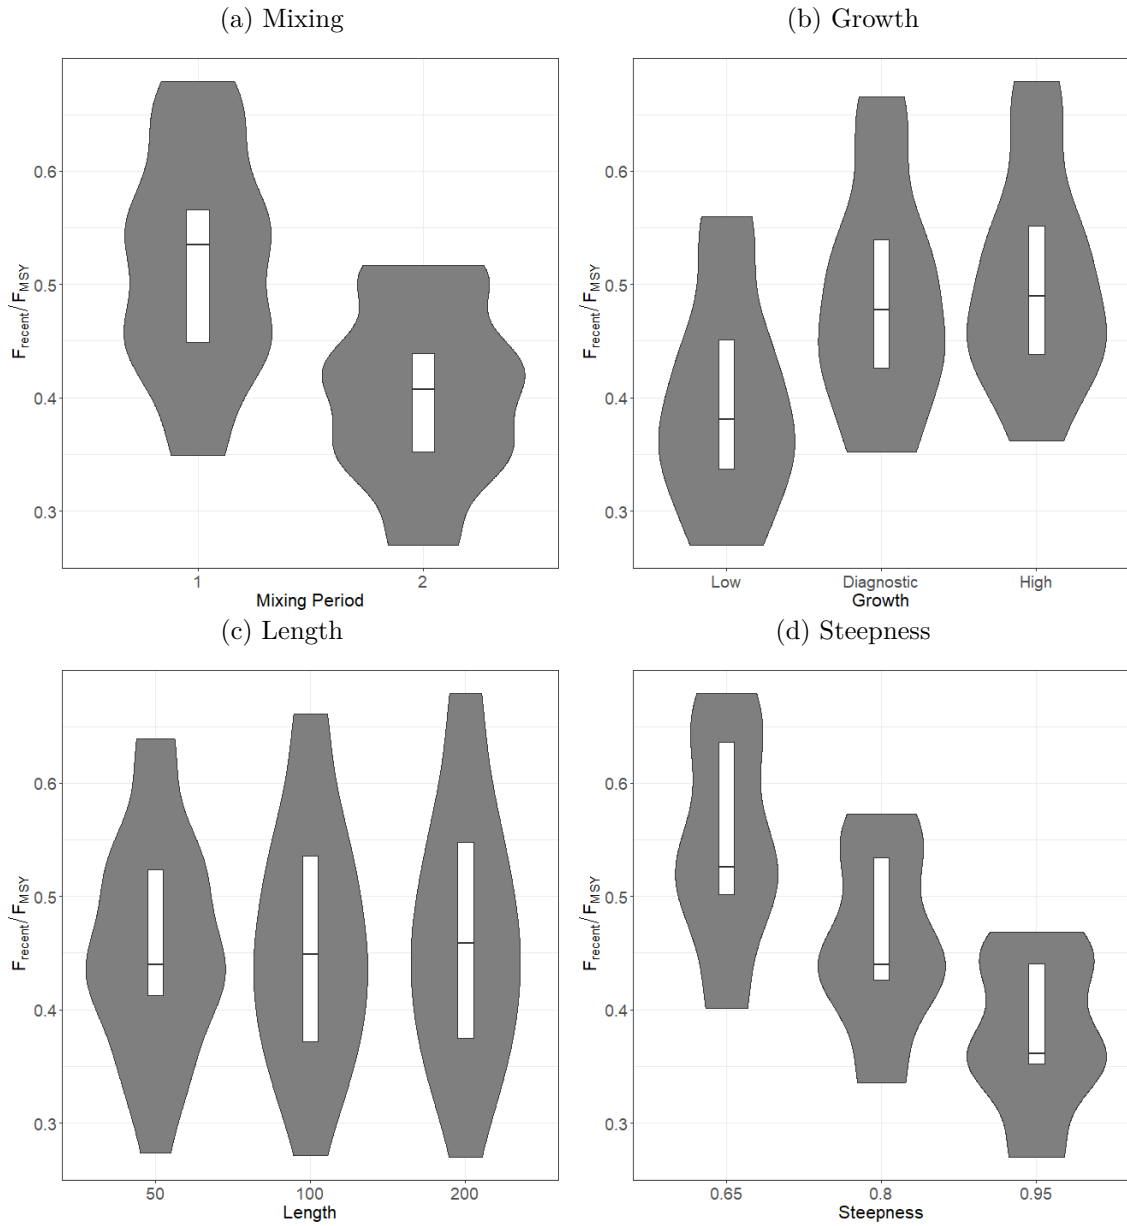 (a) Mixing
0.6
0.5
0.4
0.3
Frecent/ FMSY
1
2
Mixing Period
(b) Growth
0.6
0.5
0.4
0.3
Frecent/ FMSY
Low
Diagnostic
High
Growth
(c) Length
0.6
0.5
0.4
0.3
Frecent/ FMSY
50
100
200
Length
(d) Steepness
0.6
0.5
0.4
0.3
Frecent/ FMSY
0.65
0.8
0.95
Steepness